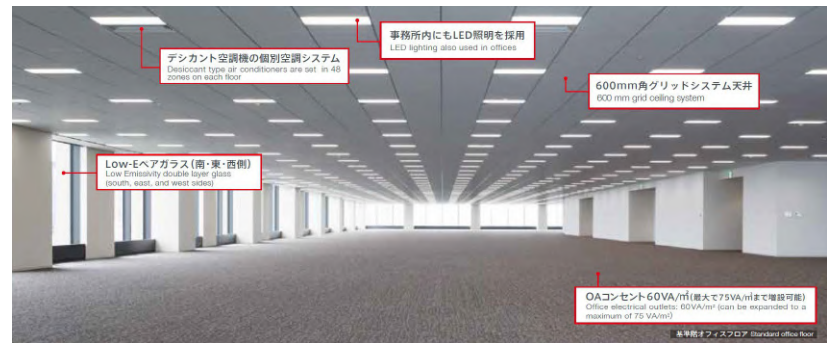 事務所内にもLED照明を採用
LED lighting also used in offices
デシカント空調機の個別空調システム
Desiccant type air conditioners are set in 48
zones on each floor
600mm角グリッドシステム天井
600 mm grid ceiling system
Low-Eペアガラス(南・東・西側)
Low Emissivity double layer glass
(south, east, and west sides)
OAコンセント60VA/㎡(最大で75VA/㎡まで増設可能)
Office electrical outlets: 60VA/m² (can be expanded to a
maximum of 75 VA/m²)
基準階オフィスフロア Standard office floor